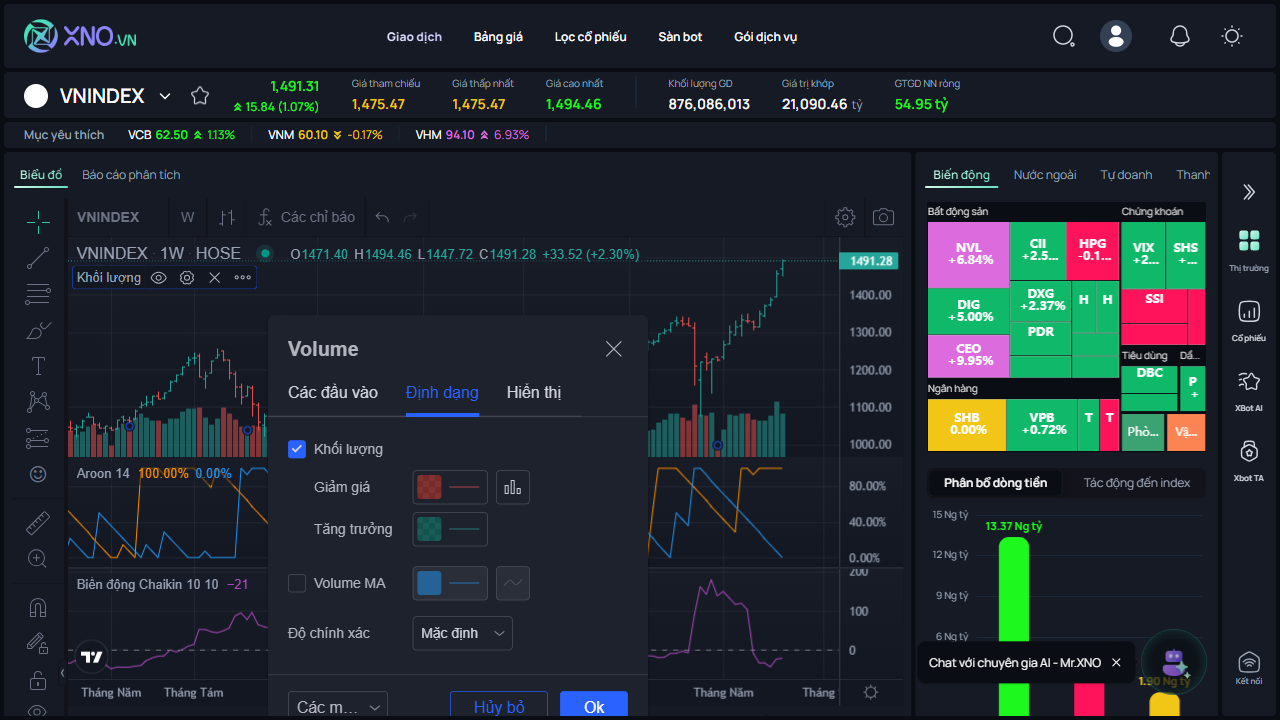 XNO.VN
Giao dịch
Bảng giá
Lọc cổ phiếu
Sàn bot
Gói dịch vụ
VNINDEX
1,491.31
15.84 (1.07%)
Giá tham chiếu
1,475.47
Giá thấp nhất
1,475.47
Giá cao nhất
1,494.46
Khối lượng GD
876,086,013
Giá trị khớp
21,090.46 tỷ
GTGD NN ròng
54.95 tỷ
Mục yêu thích
VCB 62.50 1.13%
VNM 60.10 -0.17%
VHM 94.10 6.93%
Biểu đồ
Báo cáo phân tích
VNINDEX
W
Các chỉ báo
VNINDEX · 1W · HOSE
O1471.40 H1494.46 L1447.72 C1491.28 +33.52 (+2.30%)
Khối lượng
1491.28
1400.00
1300.00
1200.00
1100.00
1000.00
Volume
Các đầu vào
Định dạng
Hiển thị
Khối lượng
Giảm giá
Tăng trưởng
Volume MA
Độ chính xác
Mặc định
Các m...
Hủy bỏ
Ok
Aroon 14 100.00% 0.00%
80.00%
40.00%
0.00%
Biên động Chaikin 10 10 −21
200
100
0
Tháng Năm
Tháng Tám
Tháng Năm
Tháng
Biến động
Nước ngoài
Tự doanh
Thanh
Bất động sản
NVL
+6.84%
DIG
+5.00%
CEO
+9.95%
CII
+2.5...
HPG
-0.1...
DXG
+2.37%
PDR
H
H
Chứng khoán
VIX
+2...
SHS
+...
SSI
Tiêu dùng
Dầ...
DBC
P
+
Phò...
Vậ...
Ngân hàng
SHB
0.00%
VPB
+0.72%
T
T
Phân bổ dòng tiền
Tác động đến index
15 Ng tỷ
12 Ng tỷ
9 Ng tỷ
6 Ng tỷ
13.37 Ng tỷ
1.90 Ng tỷ
Chat với chuyên gia AI - Mr.XNO
Thị trường
Cổ phiếu
XBot AI
Xbot TA
Kết nối